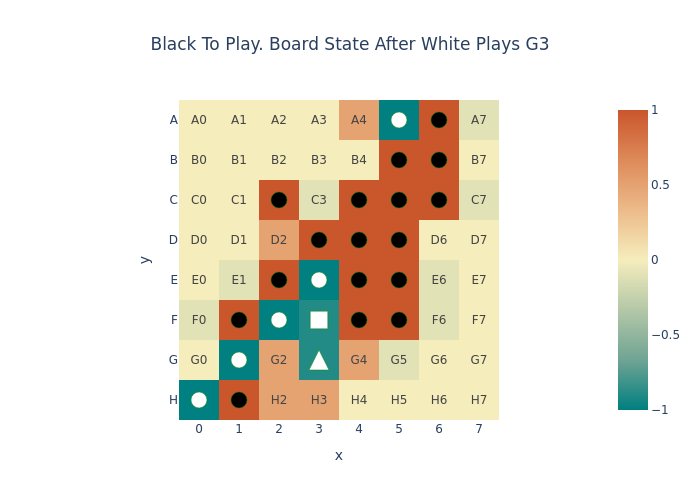 Black To Play. Board State After White Plays G3
A A0 A1 A2 A3 A4 A7
B B0 B1 B2 B3 B4 B7
C C0 C1 C3 C7
D D0 D1 D2 D6 D7
E E0 E1 E6 E7
F F0 F6 F7
G G0 G2 G4 G5 G6 G7
H H2 H3 H4 H5 H6 H7
0 1 2 3 4 5 6 7
x
y
1
0.5
0
−0.5
−1